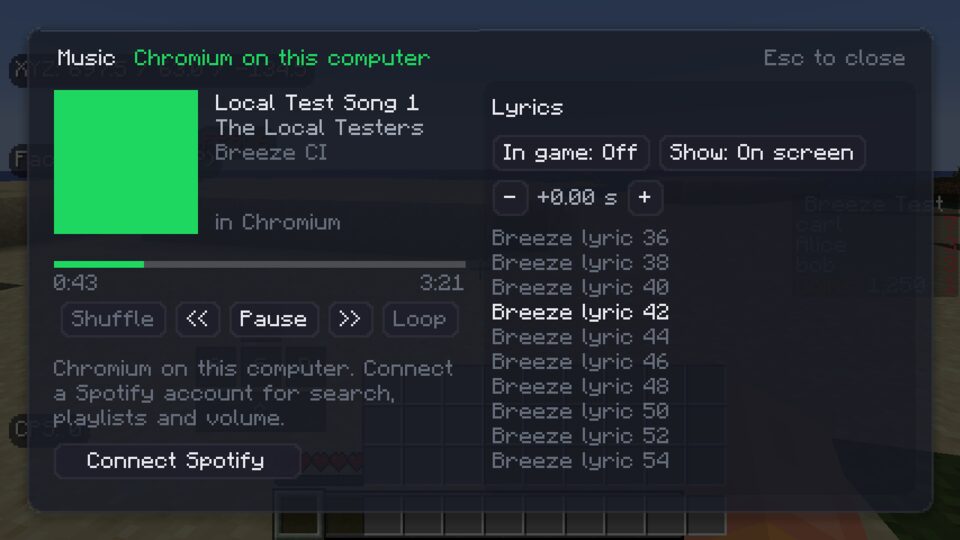 Music Chromium on this computer
Esc to close
Local Test Song 1
The Local Testers
Breeze CI
in Chromium
0:43
3:21
Shuffle
<<
Pause
>>
Loop
Chromium on this computer. Connect
a Spotify account for search,
playlists and volume.
Connect Spotify
Lyrics
In game: Off
Show: On screen
-
+0.00 s
+
Breeze lyric 36
Breeze lyric 38
Breeze lyric 40
Breeze lyric 42
Breeze lyric 44
Breeze lyric 46
Breeze lyric 48
Breeze lyric 50
Breeze lyric 52
Breeze lyric 54
Breeze Test
carl
Alice
bob
1,250